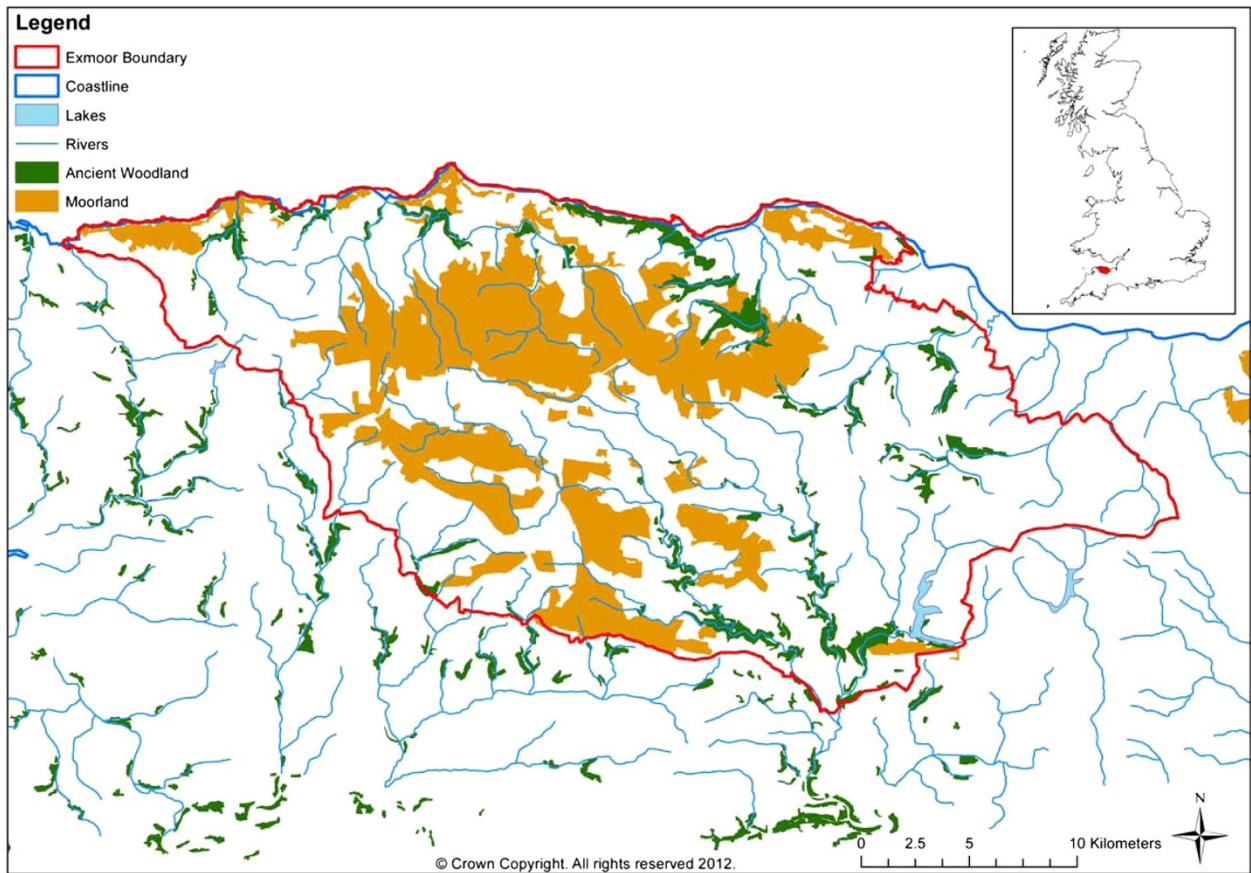 Legend
Exmoor Boundary
Coastline
Lakes
Rivers
Ancient Woodland
Moorland
N
0 2.5 5 10 Kilometers
© Crown Copyright. All rights reserved 2012.